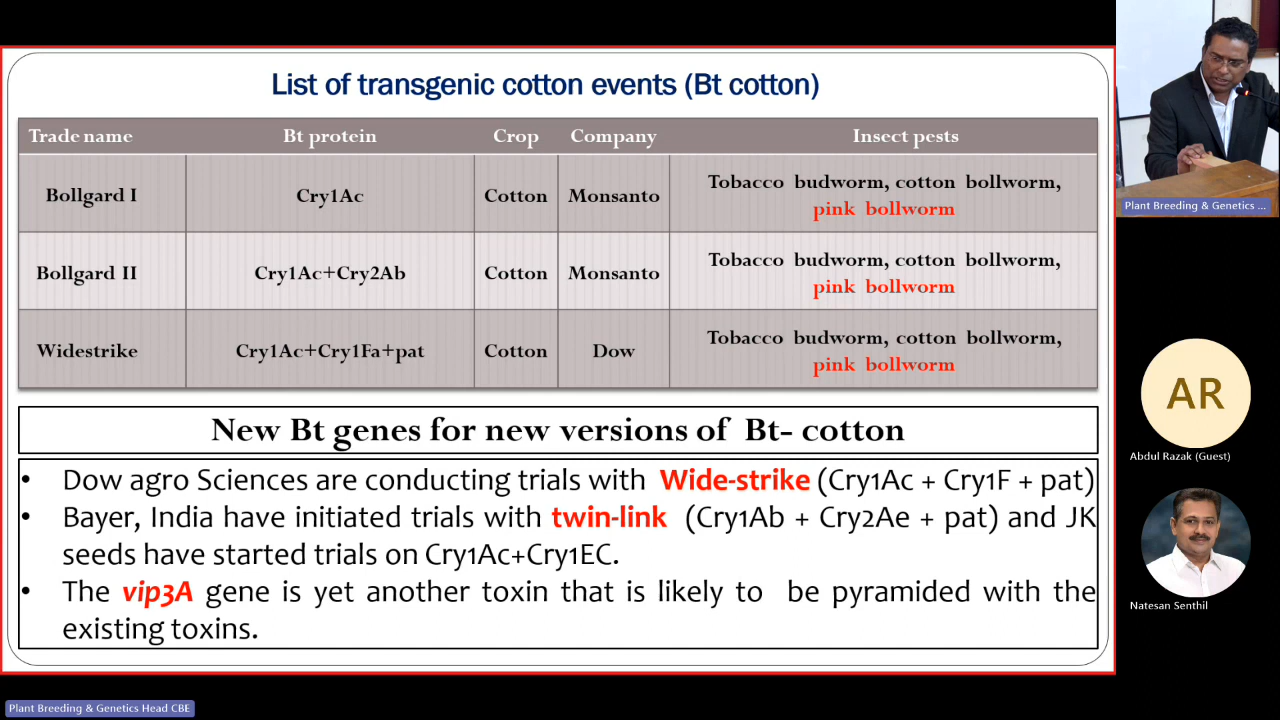 List of transgenic cotton events (Bt cotton)
Trade name Bt protein Crop Company Insect pests
Bollgard I Cry1Ac Cotton Monsanto Tobacco budworm, cotton bollworm,
pink bollworm
Bollgard II Cry1Ac+Cry2Ab Cotton Monsanto Tobacco budworm, cotton bollworm,
pink bollworm
Widestrike Cry1Ac+Cry1Fa+pat Cotton Dow Tobacco budworm, cotton bollworm,
pink bollworm
New Bt genes for new versions of Bt- cotton
• Dow agro Sciences are conducting trials with Wide-strike (Cry1Ac + Cry1F + pat)
• Bayer, India have initiated trials with twin-link (Cry1Ab + Cry2Ae + pat) and JK
seeds have started trials on Cry1Ac+Cry1EC.
• The vip3A gene is yet another toxin that is likely to be pyramided with the
existing toxins.
Plant Breeding & Genetics ...
AR
Abdul Razak (Guest)
Natesan Senthil
Plant Breeding & Genetics Head CBE